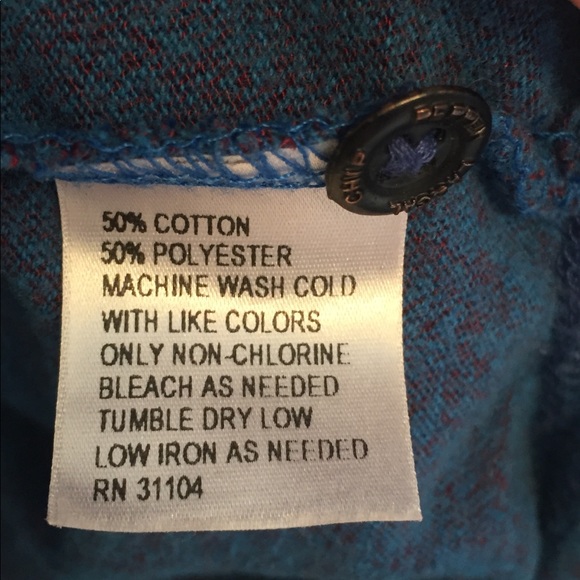 CHILD
50% COTTON
50% POLYESTER
MACHINE WASH COLD
WITH LIKE COLORS
ONLY NON-CHLORINE
BLEACH AS NEEDED
TUMBLE DRY LOW
LOW IRON AS NEEDED
RN 31104